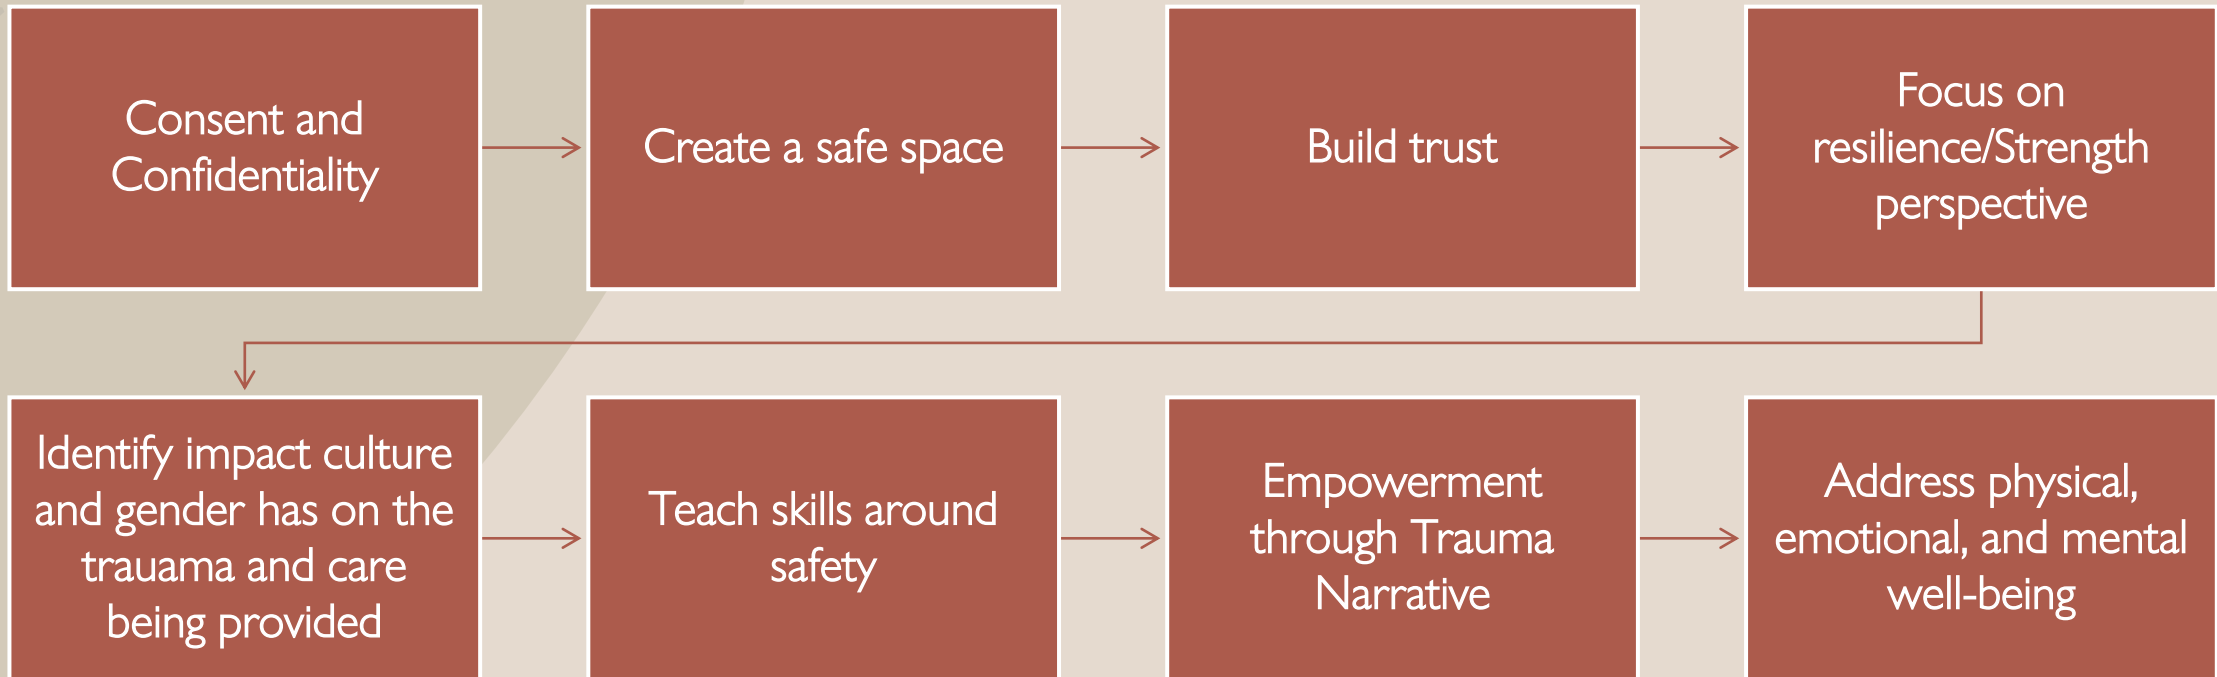 Consent and
Confidentiality
Create a safe space
Build trust
Focus on
resilience/Strength
perspective
Identify impact culture
and gender has on the
trauama and care
being provided
Teach skills around
safety
Empowerment
through Trauma
Narrative
Address physical,
emotional, and mental
well-being